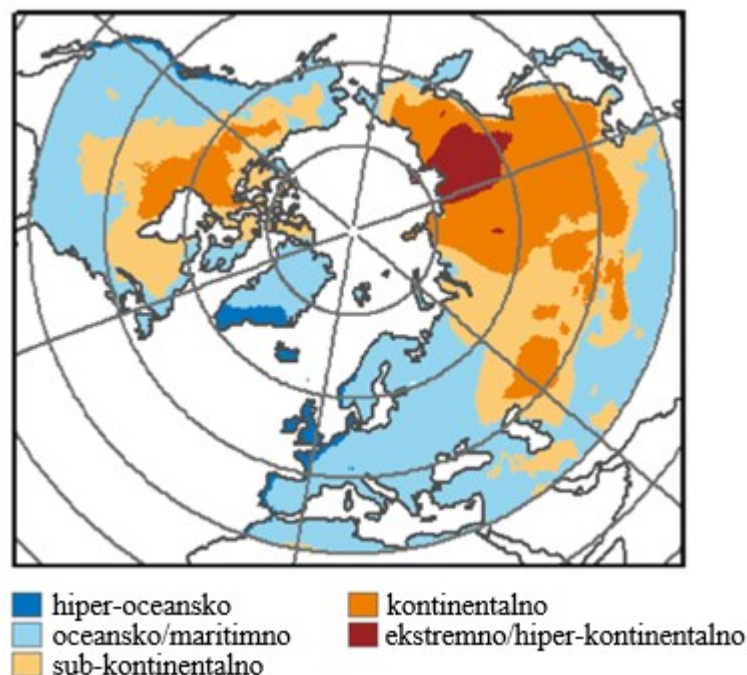 hiper-oceansko
oceansko/maritimno
sub-kontinentalno
kontinentalno
ekstremno/hiper-kontinentalno